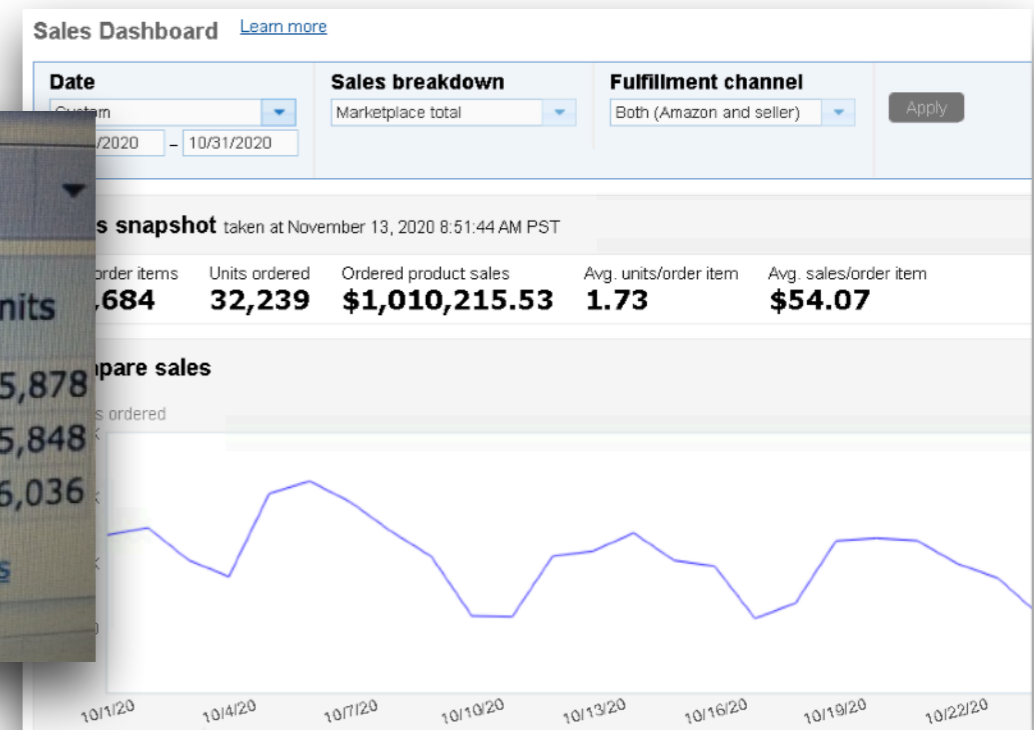 Sales Dashboard Learn more
Date Sales breakdown Fulfillment channel
Custom Marketplace total Both (Amazon and seller) Apply
/2020 – 10/31/2020
s snapshot taken at November 13, 2020 8:51:44 AM PST
order items Units ordered Ordered product sales Avg. units/order item Avg. sales/order item
,684 32,239 $1,010,215.53 1.73 $54.07
pare sales
s ordered
nits
5,878
5,848
6,036
s
10/1/20 10/4/20 10/7/20 10/10/20 10/13/20 10/16/20 10/19/20 10/22/20